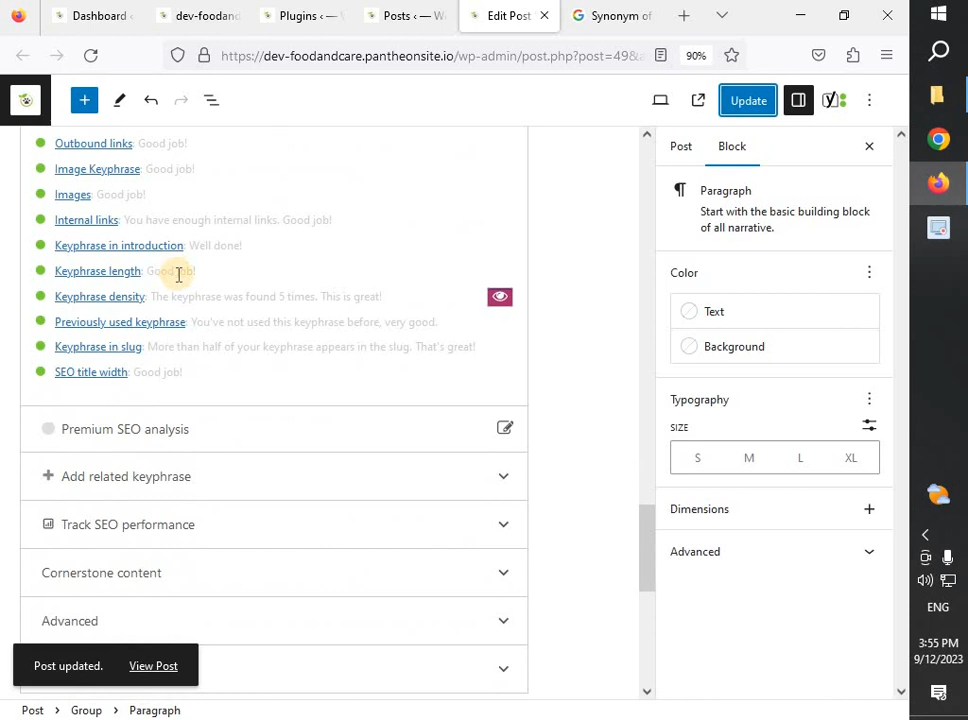 Dashboard ‹
dev-foodand
Plugins ‹ —
Posts ‹ — W
Edit Post
Synonym of
https://dev-foodandcare.pantheonsite.io/wp-admin/post.php?post=49&a
90%
Update
Outbound links: Good job!
Image Keyphrase: Good job!
Images: Good job!
Internal links: You have enough internal links. Good job!
Keyphrase in introduction: Well done!
Keyphrase length: Good job!
Keyphrase density: The keyphrase was found 5 times. This is great!
Previously used keyphrase: You've not used this keyphrase before, very good.
Keyphrase in slug: More than half of your keyphrase appears in the slug. That's great!
SEO title width: Good job!
Premium SEO analysis
Add related keyphrase
Track SEO performance
Cornerstone content
Advanced
Post updated. View Post
Post > Group > Paragraph
Post Block
Paragraph
Start with the basic building block
of all narrative.
Color
Text
Background
Typography
SIZE
S M L XL
Dimensions
Advanced
ENG
3:55 PM
9/12/2023